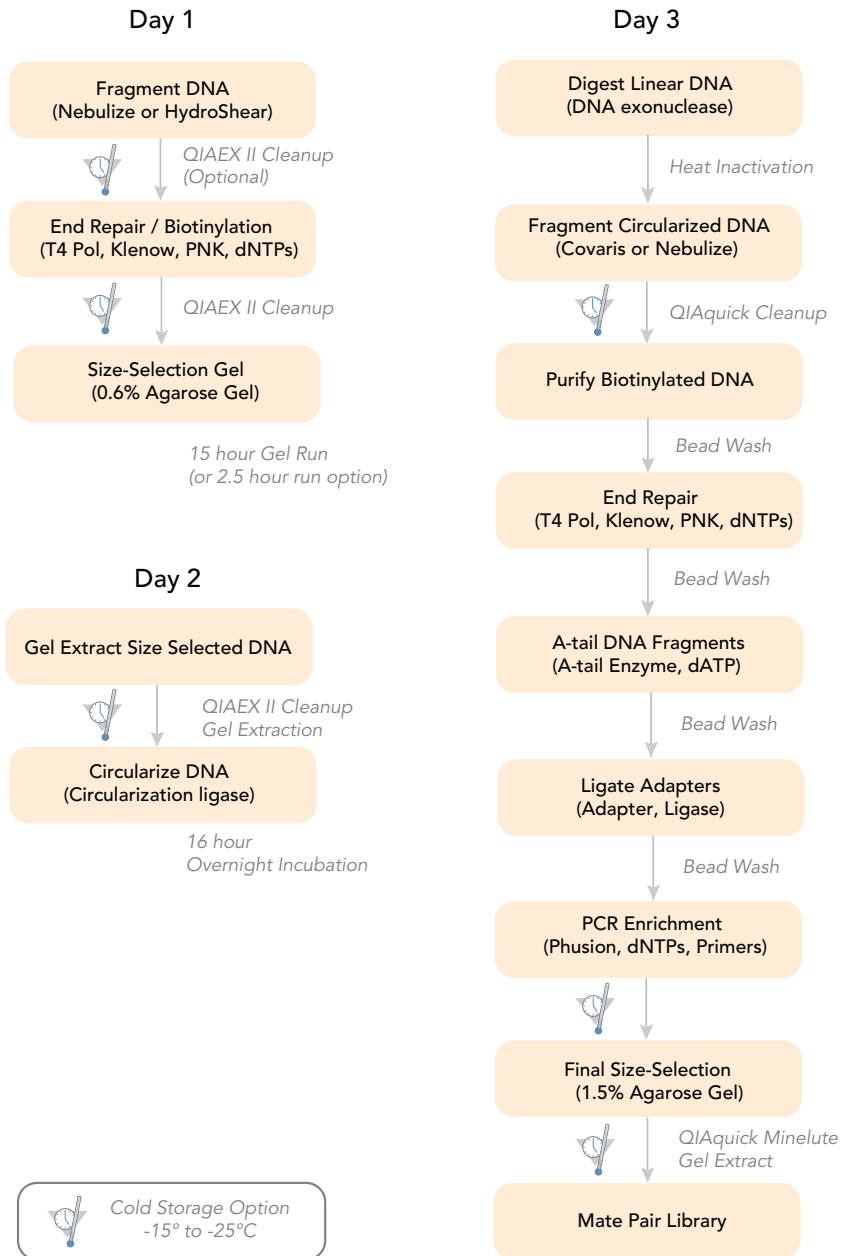 Day 1
Fragment DNA
(Nebulize or HydroShear)
QIAEX II Cleanup
(Optional)
End Repair / Biotinylation
(T4 Pol, Klenow, PNK, dNTPs)
QIAEX II Cleanup
Size-Selection Gel
(0.6% Agarose Gel)
15 hour Gel Run
(or 2.5 hour run option)
Day 2
Gel Extract Size Selected DNA
QIAEX II Cleanup
Gel Extraction
Circularize DNA
(Circularization ligase)
16 hour
Overnight Incubation
Cold Storage Option
-15° to -25°C
Day 3
Digest Linear DNA
(DNA exonuclease)
Heat Inactivation
Fragment Circularized DNA
(Covaris or Nebulize)
QIAquick Cleanup
Purify Biotinylated DNA
Bead Wash
End Repair
(T4 Pol, Klenow, PNK, dNTPs)
Bead Wash
A-tail DNA Fragments
(A-tail Enzyme, dATP)
Bead Wash
Ligate Adapters
(Adapter, Ligase)
Bead Wash
PCR Enrichment
(Phusion, dNTPs, Primers)
Final Size-Selection
(1.5% Agarose Gel)
QIAquick Minelute
Gel Extract
Mate Pair Library